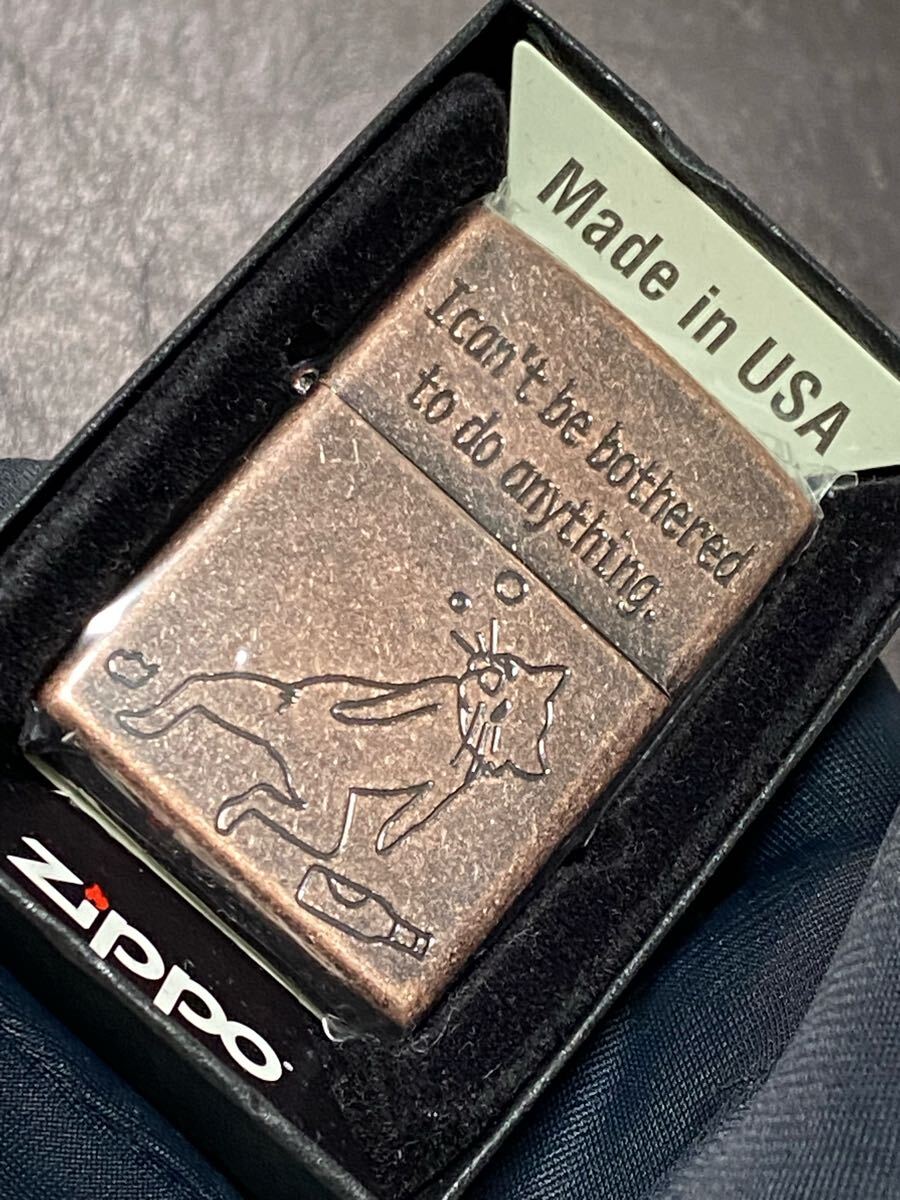 Made in USA
I can't be bothered
to do anything.
zippo